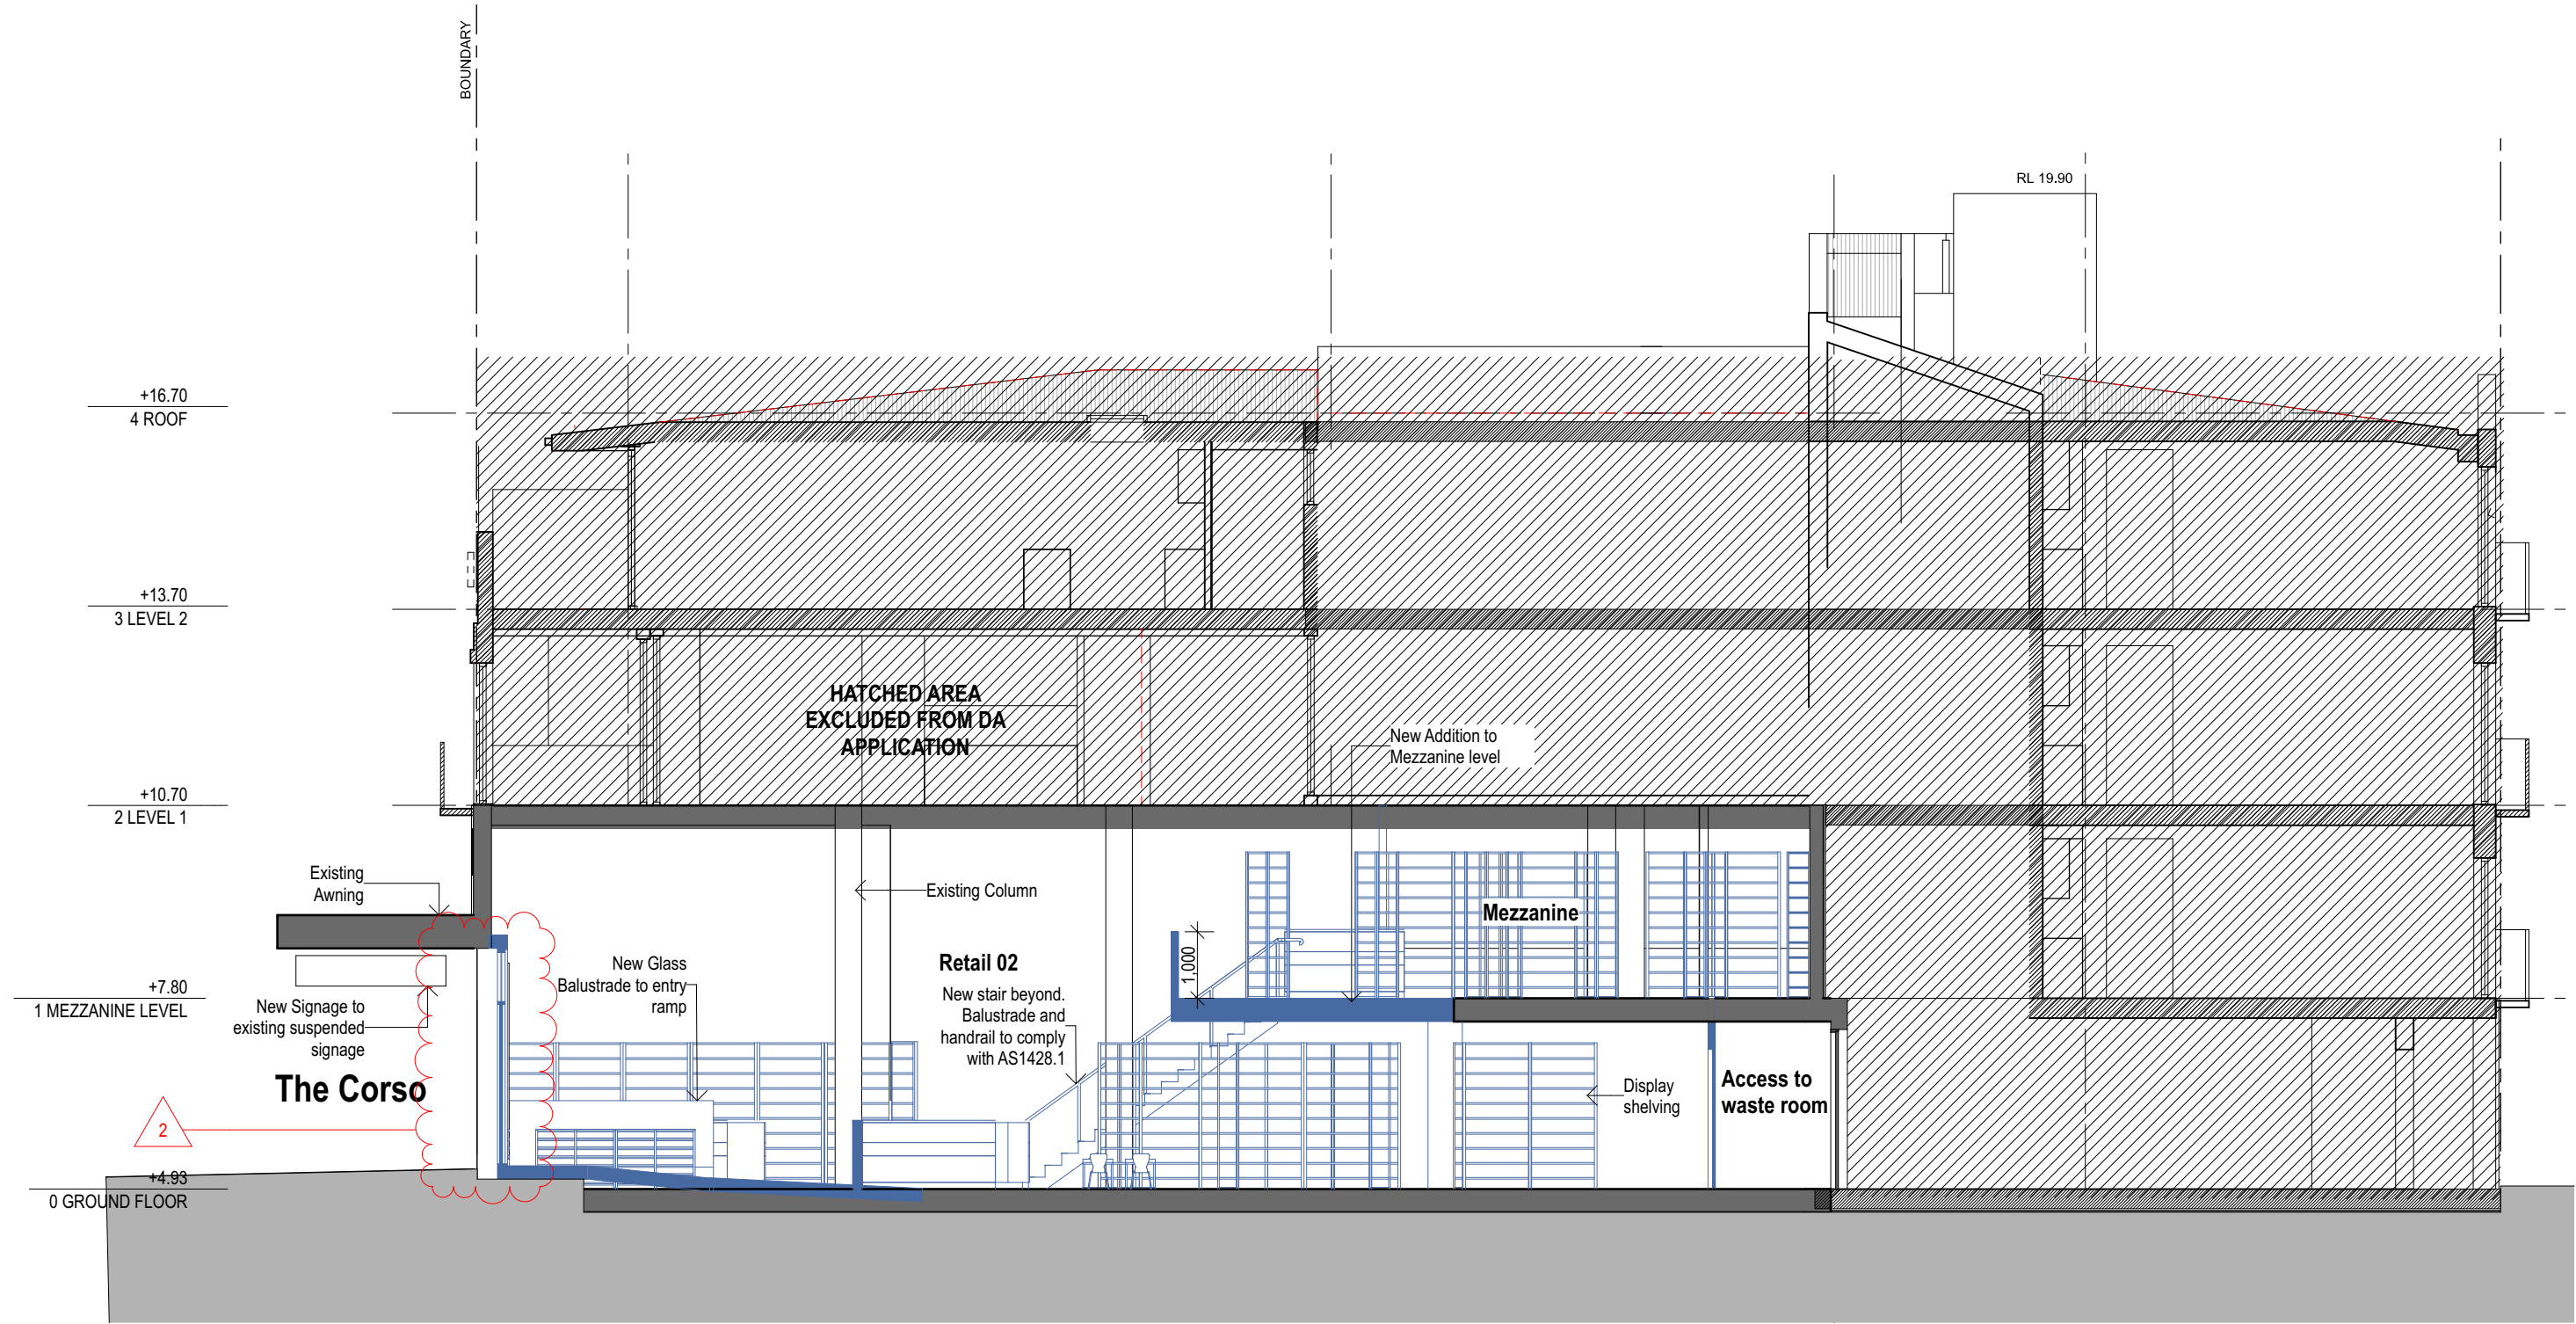 BOUNDARY
RL 19.90
+16.70
4 ROOF
+13.70
3 LEVEL 2
HATCHED AREA
EXCLUDED FROM DA
APPLICATION
New Addition to
Mezzanine level
+10.70
2 LEVEL 1
Existing
Awning
Existing Column
Mezzanine
1,000
New Glass
Balustrade to entry
ramp
Retail 02
New stair beyond.
Balustrade and
handrail to comply
with AS1428.1
+7.80
1 MEZZANINE LEVEL
New Signage to
existing suspended
signage
The Corso
Display
shelving
Access to
waste room
2
+4.93
0 GROUND FLOOR